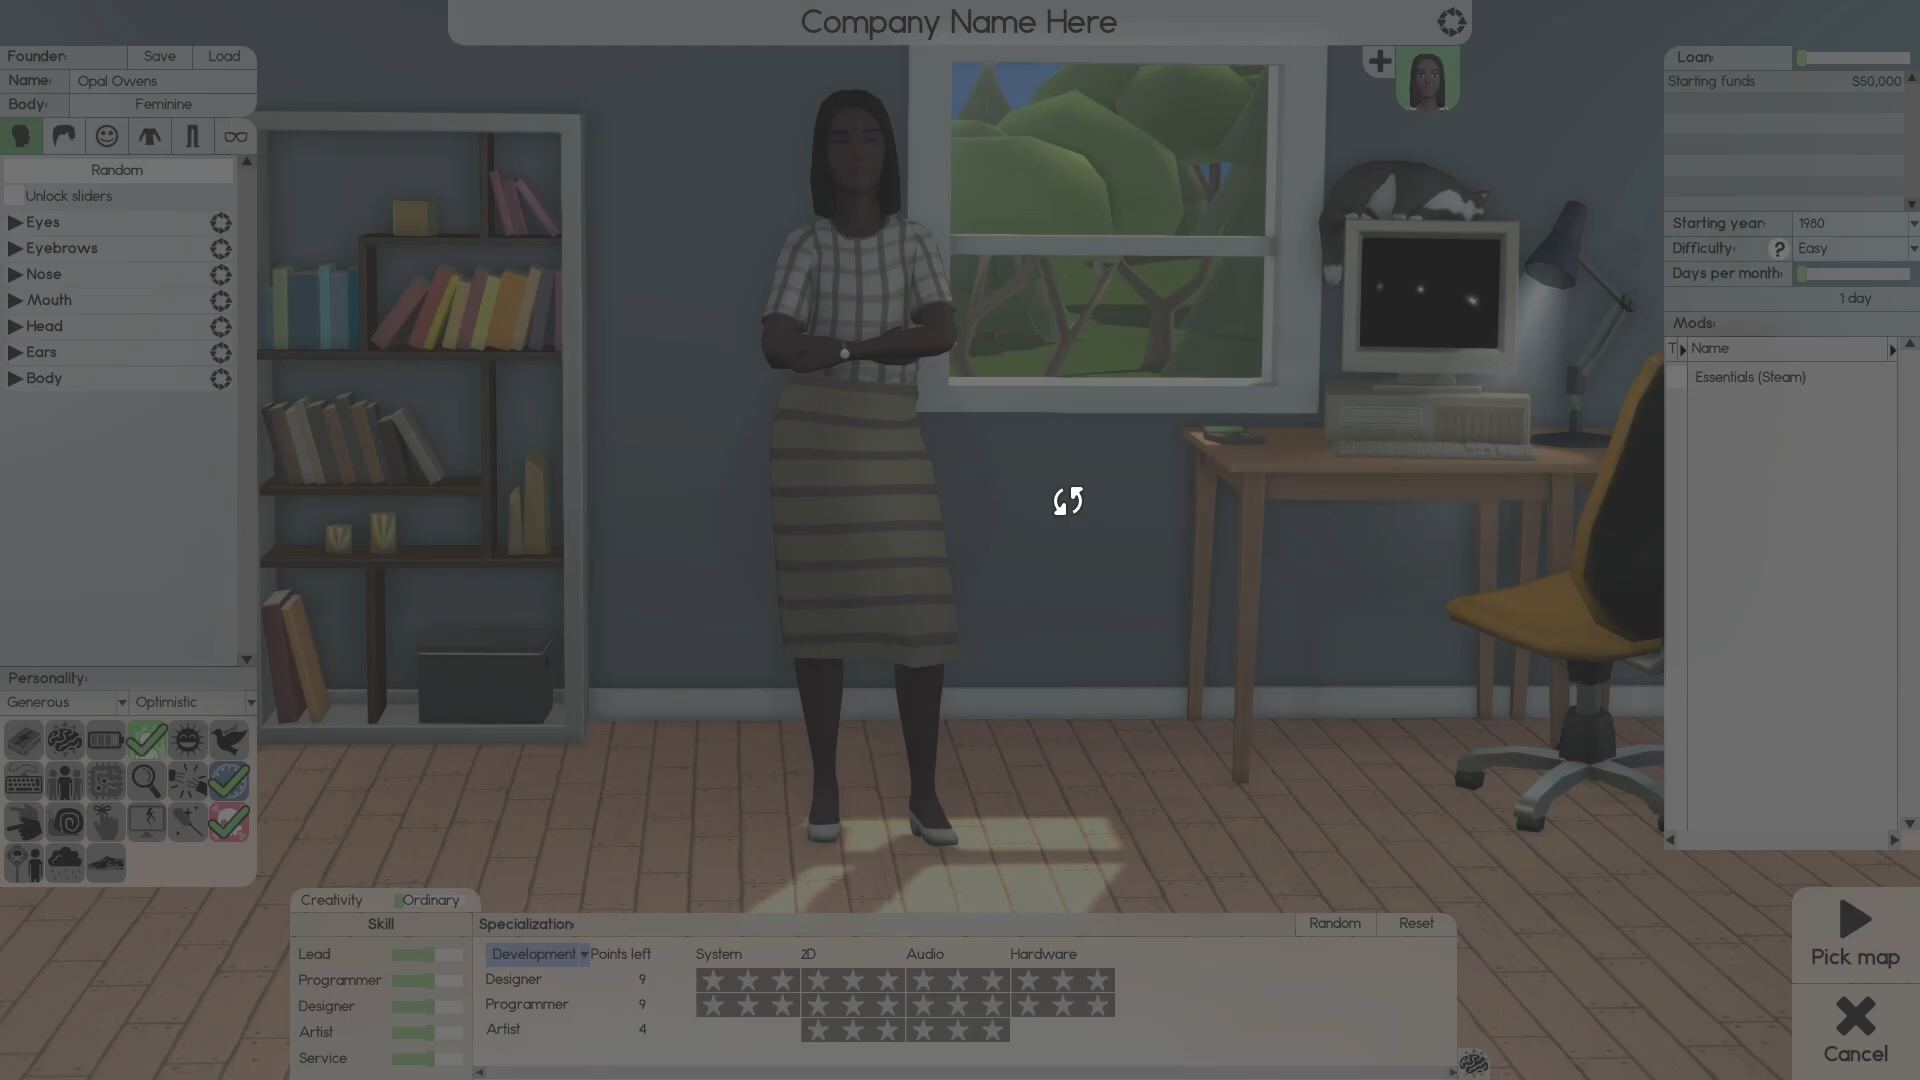 Company Name Here
Founder:
Save
Load
Name:
Opal Owens
Body:
Feminine
Random
Unlock sliders
Eyes
Eyebrows
Nose
Mouth
Head
Ears
Body
Personality:
Generous
Optimistic
Loan:
Starting funds
$50,000
Starting year:
1980
Difficulty:
?
Easy
Days per month:
1 day
Mods:
T
Name
Essentials (Steam)
Creativity
Ordinary
Skill
Lead
Programmer
Designer
Artist
Service
Specialization:
Random
Reset
Development
Points left
System
2D
Audio
Hardware
Designer
9
Programmer
9
Artist
4
Pick map
Cancel